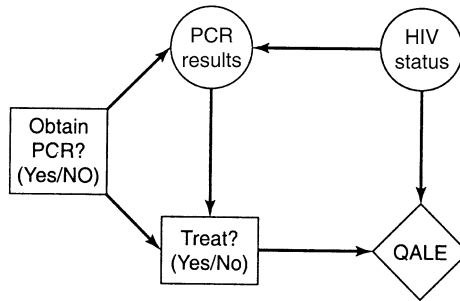 PCR
results
HIV
status
Obtain
PCR?
(Yes/NO)
Treat?
(Yes/No)
QALE